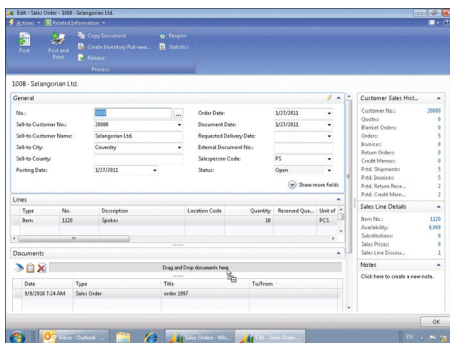 Edit - Sales Order - 1008 - Selangorian Ltd.
Actions Related Information
Post
Post and Print
Copy Document
Create Inventory Put-awa...
Release
Reopen
Statistics
Process
1008 - Selangorian Ltd.
General
No.: 1008
Sell-to Customer No.: 20000
Sell-to Customer Name: Selangorian Ltd.
Sell-to City: Coventry
Sell-to County:
Posting Date: 1/27/2011
Order Date: 1/27/2011
Document Date: 1/27/2011
Requested Delivery Date:
External Document No.:
Salesperson Code: PS
Status: Open
Show more fields
Lines
Type No. Description Location Code Quantity Reserved Qua... Unit of
Item 1120 Spokes 10 PCS
Documents
Drag and Drop documents here
Date Type Title To/From
9/9/2010 7:24 AM Sales Order order 1997
Customer Sales Hist...
Customer No.: 20000
Quotes: 0
Blanket Orders: 0
Orders: 5
Invoices: 0
Return Orders: 0
Credit Memos: 0
Pstd. Shipments: 5
Pstd. Invoices: 5
Pstd. Return Rece... 2
Pstd. Credit Mem... 2
Sales Line Details
Item No.: 1120
Availability:
Substitutions: 0
Sales Prices: 0
Sales Line Discou... 1
Notes
Click here to create a new note.
OK
Inbox - Outlook ...
Sales Orders - Mic...
Edit - Sales Order ...
EN